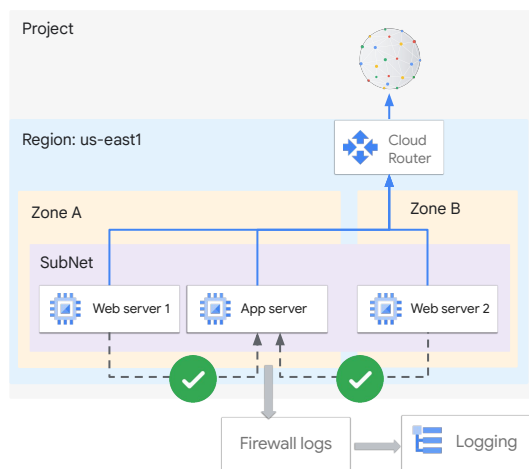 Project
Region: us-east1
Cloud
Router
Zone A
Zone B
SubNet
Web server 1
App server
Web server 2
Firewall logs
Logging